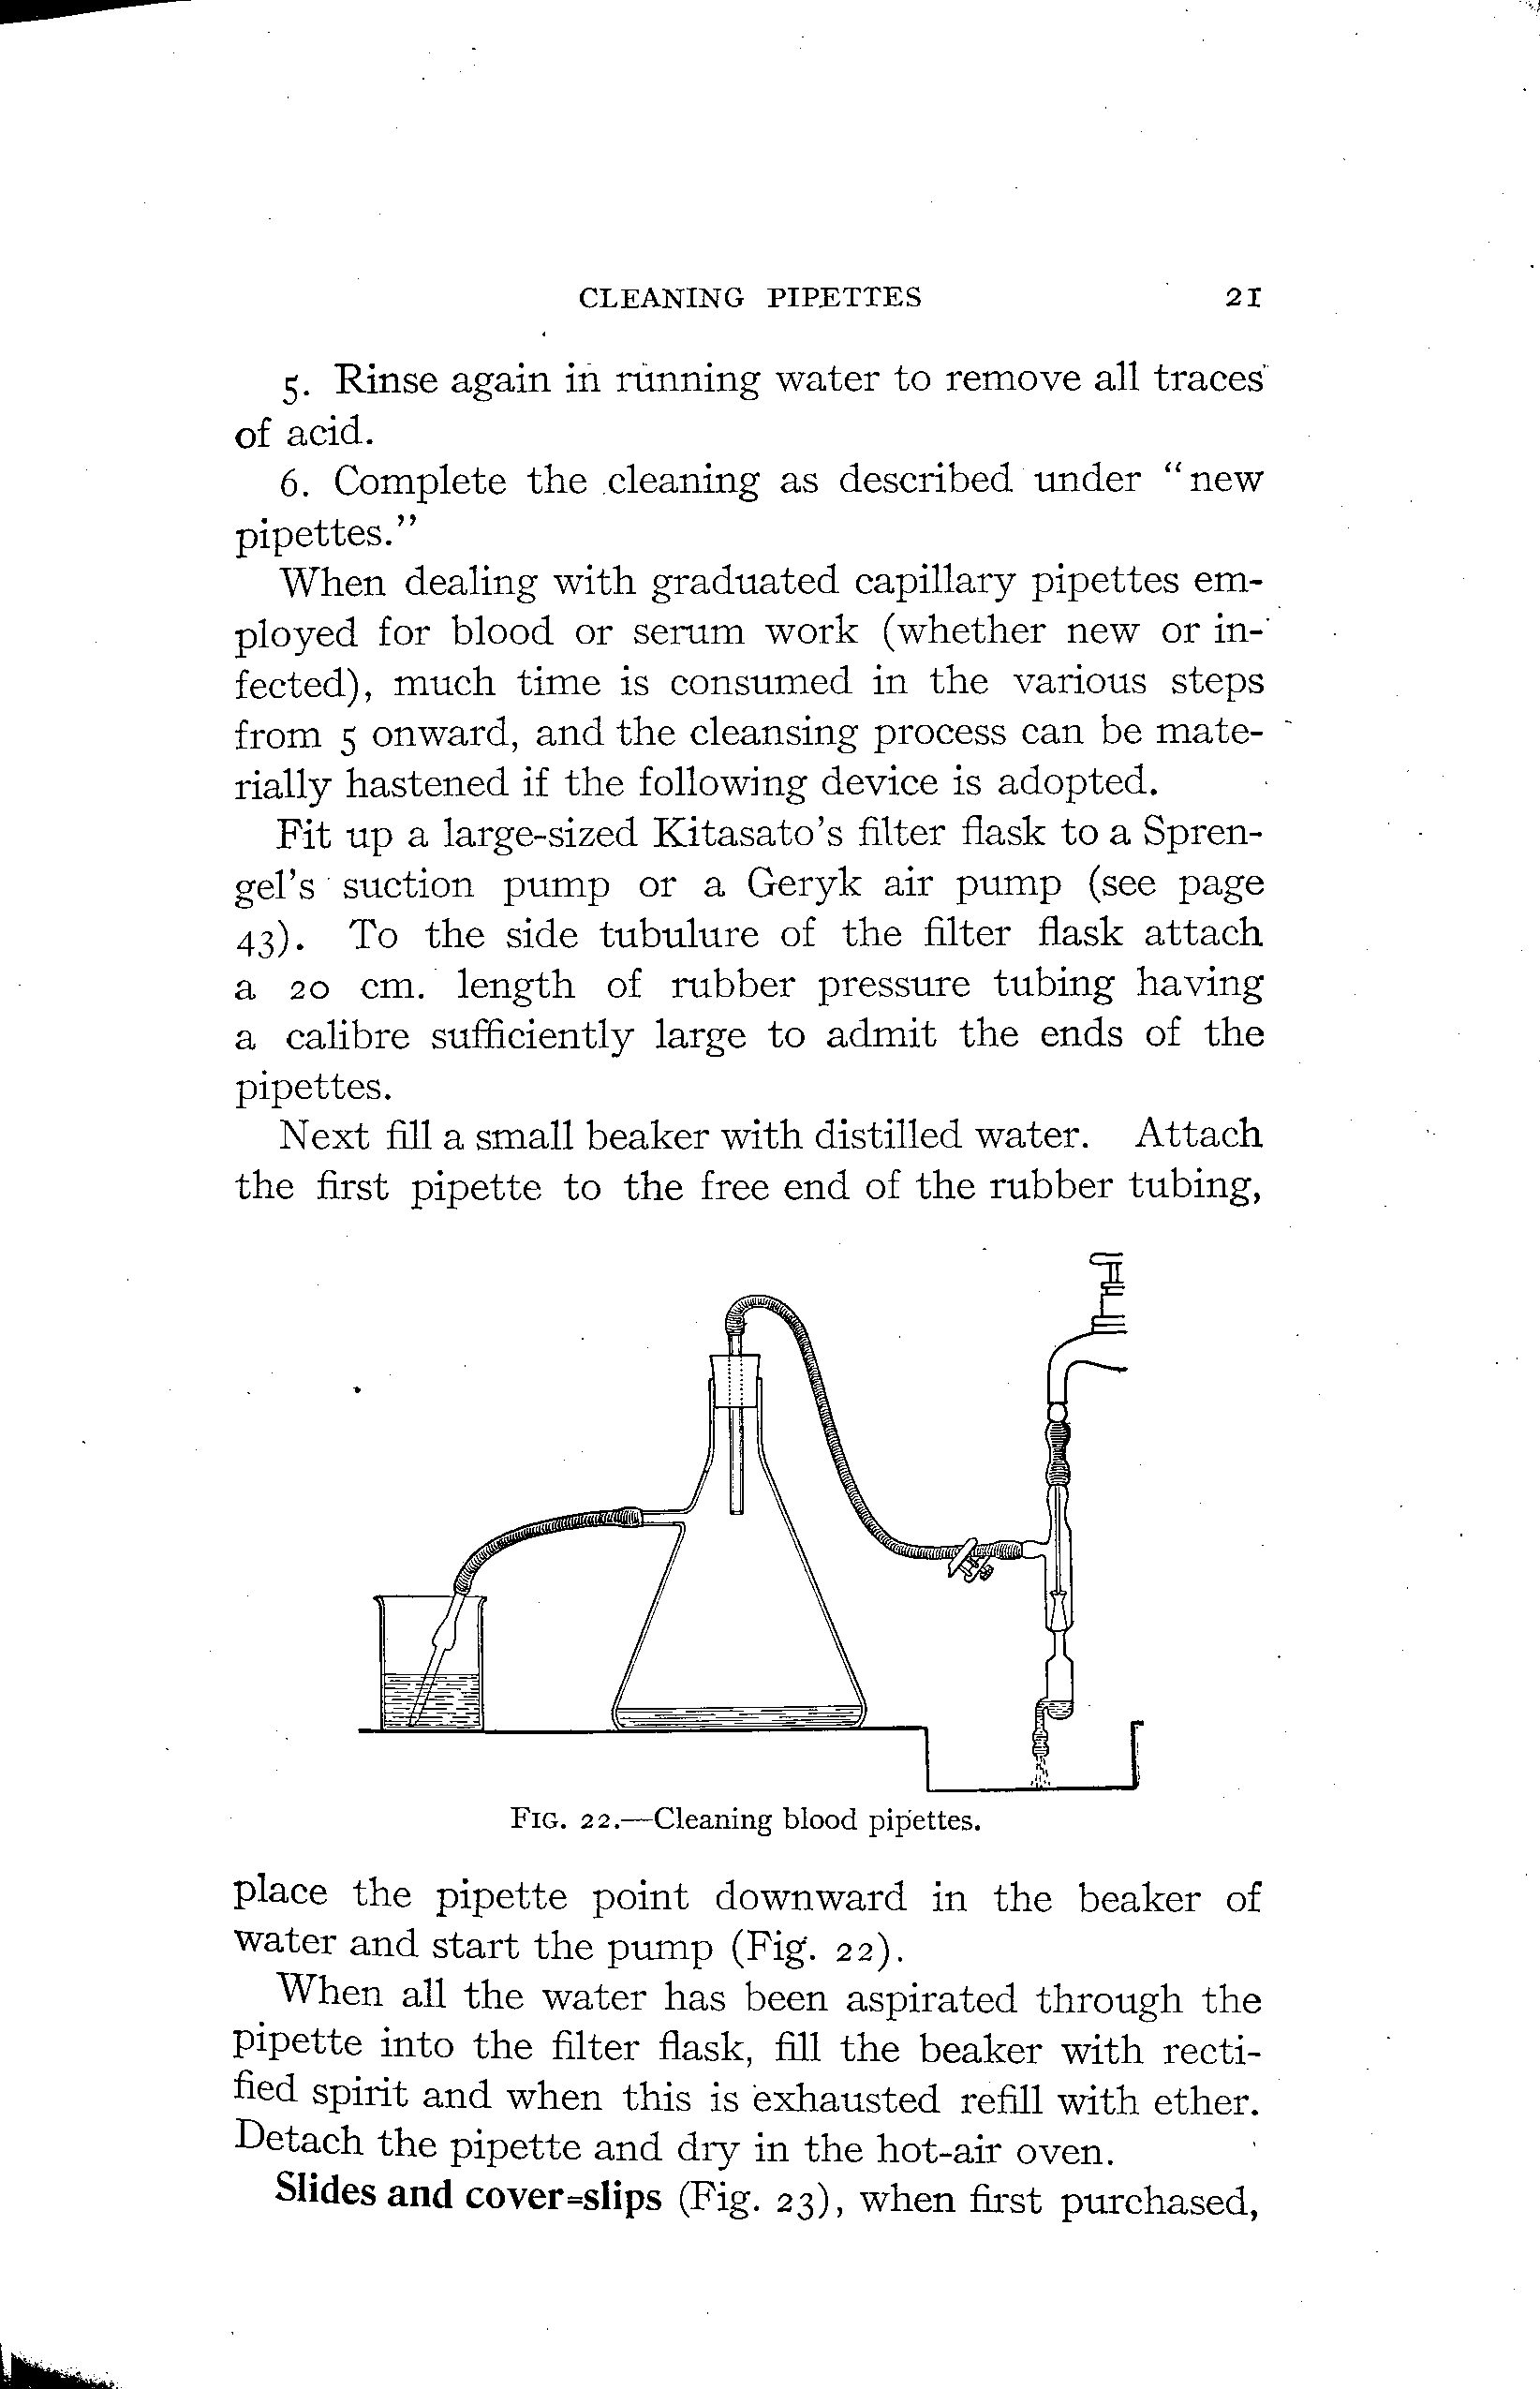 CLEANING PIPETTES 21
5. Rinse again in running water to remove all traces
of acid.
6. Complete the cleaning as described under “new
pipettes.”
When dealing with graduated capillary pipettes em-
ployed for blood or serum work (whether new or in-
fected), much time is consumed in the various steps
from 5 onward, and the cleansing process can be mate-
rially hastened if the following device is adopted.
Fit up a large-sized Kitasato’s filter flask to a Spren-
gel’s suction pump or a Geryk air pump (see page
43). To the side tubulure of the filter flask attach
a 20 cm. length of rubber pressure tubing having
a calibre sufficiently large to admit the ends of the
pipettes.
Next fill a small beaker with distilled water. Attach
the first pipette to the free end of the rubber tubing,
FIG. 22.—Cleaning blood pipettes.
place the pipette point downward in the beaker of
water and start the pump (Fig. 22).
When all the water has been aspirated through the
pipette into the filter flask, fill the beaker with recti-
fied spirit and when this is exhausted refill with ether.
Detach the pipette and dry in the hot-air oven.
Slides and cover=slips (Fig. 23), when first purchased,